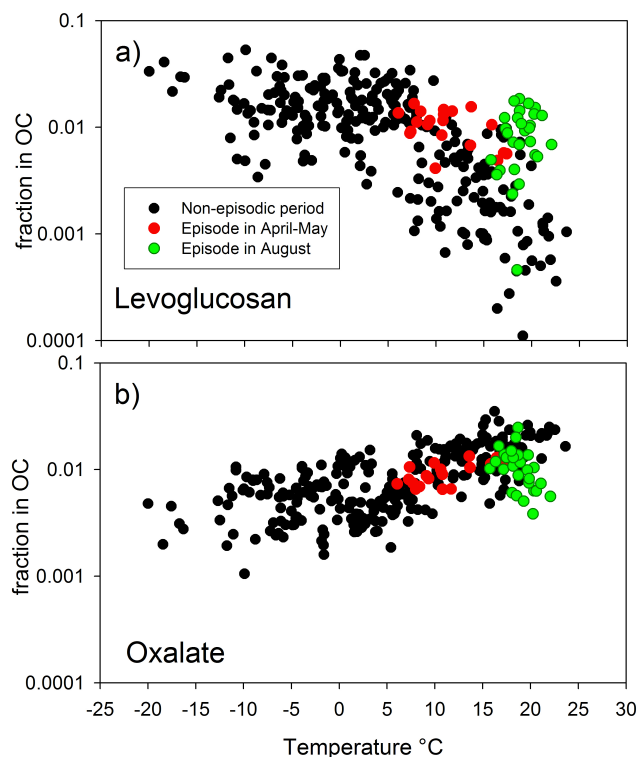 a)
0.1
0.01
0.001
0.0001
fraction in OC
Non-episodic period
Episode in April-May
Episode in August
Levoglucosan
b)
0.1
0.01
0.001
0.0001
fraction in OC
Oxalate
-25 -20 -15 -10 -5 0 5 10 15 20 25 30
Temperature °C